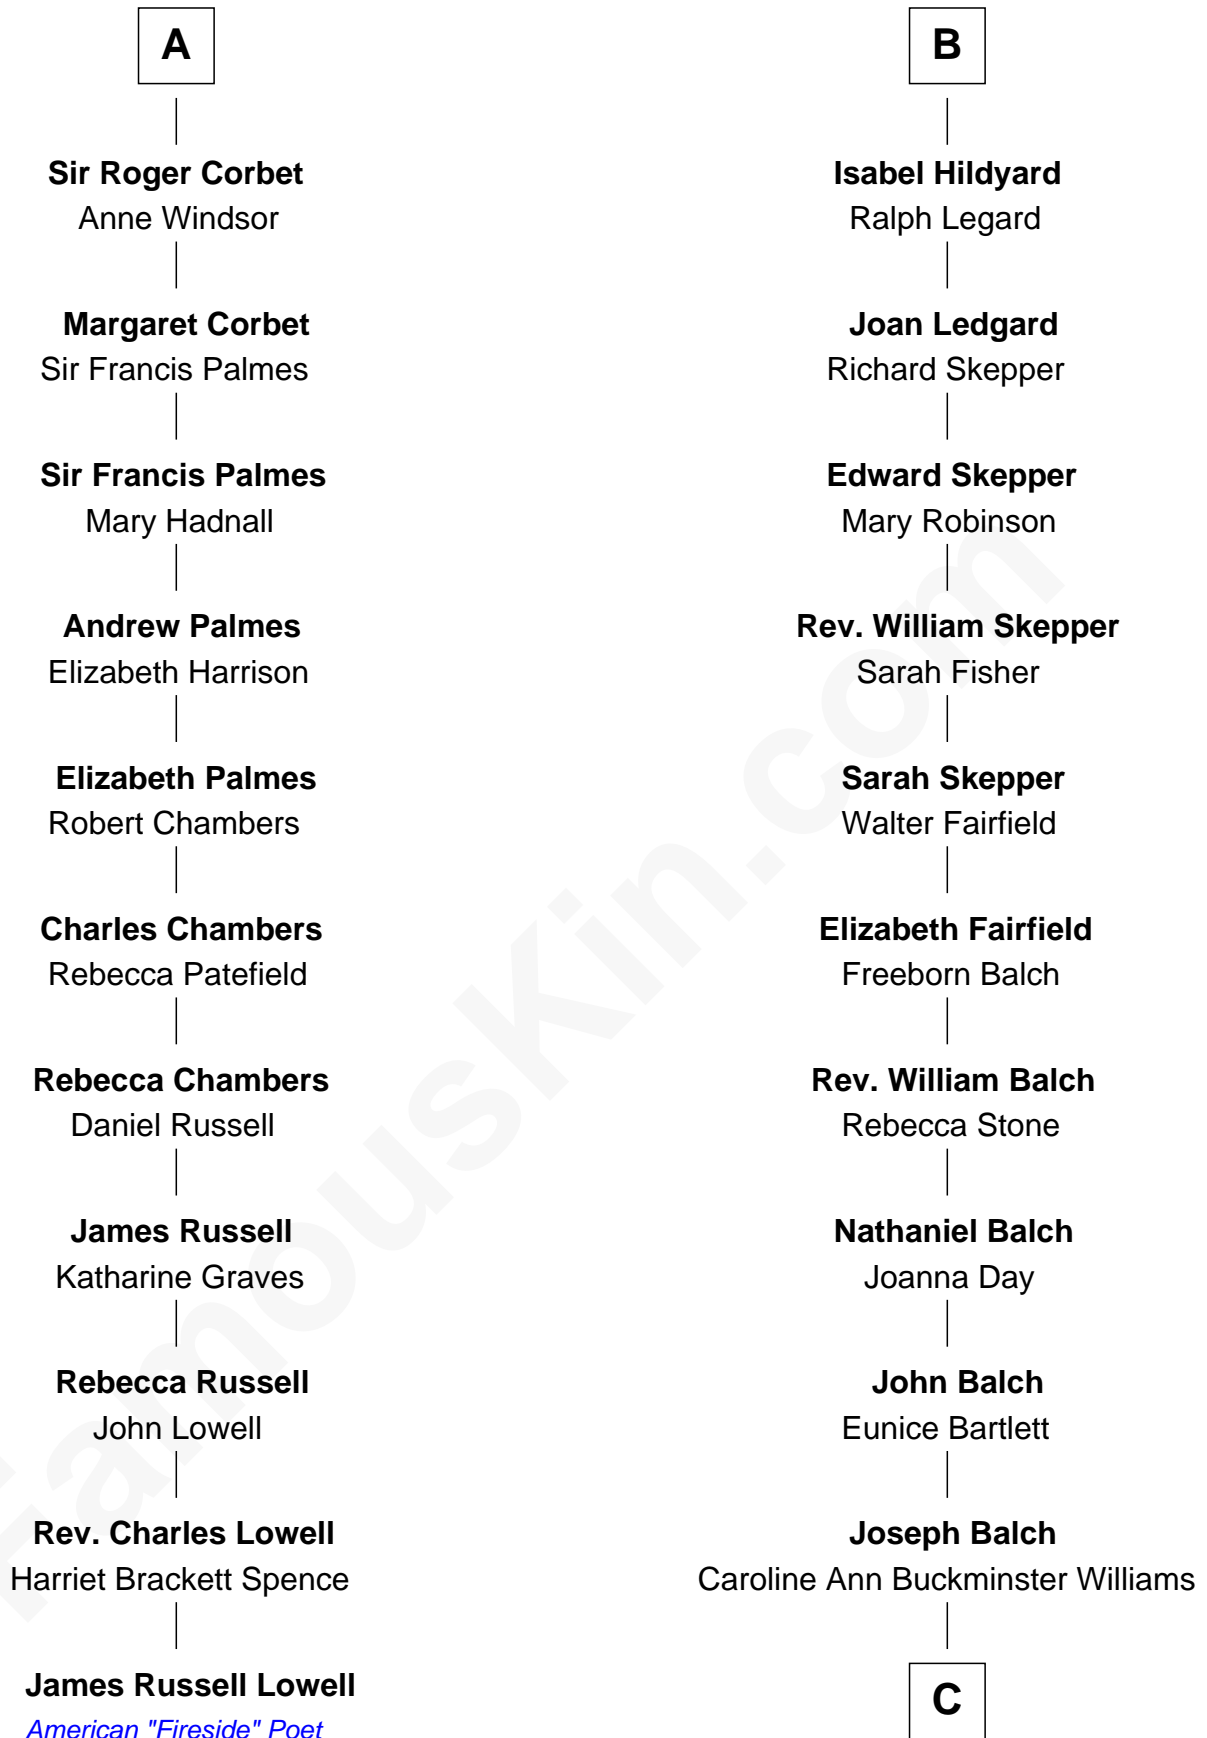 A
Sir Roger Corbet
Anne Windsor
Margaret Corbet
Sir Francis Palmes
Sir Francis Palmes
Mary Hadnall
Andrew Palmes
Elizabeth Harrison
Elizabeth Palmes
Robert Chambers
Charles Chambers
Rebecca Patefield
Rebecca Chambers
Daniel Russell
James Russell
Katharine Graves
Rebecca Russell
John Lowell
Rev. Charles Lowell
Harriet Brackett Spence
James Russell Lowell
American "Fireside" Poet
B
Isabel Hildyard
Ralph Legard
Joan Ledgard
Richard Skepper
Edward Skepper
Mary Robinson
Rev. William Skepper
Sarah Fisher
Sarah Skepper
Walter Fairfield
Elizabeth Fairfield
Freeborn Balch
Rev. William Balch
Rebecca Stone
Nathaniel Balch
Joanna Day
John Balch
Eunice Bartlett
Joseph Balch
Caroline Ann Buckminster Williams
C
FamousKin.com